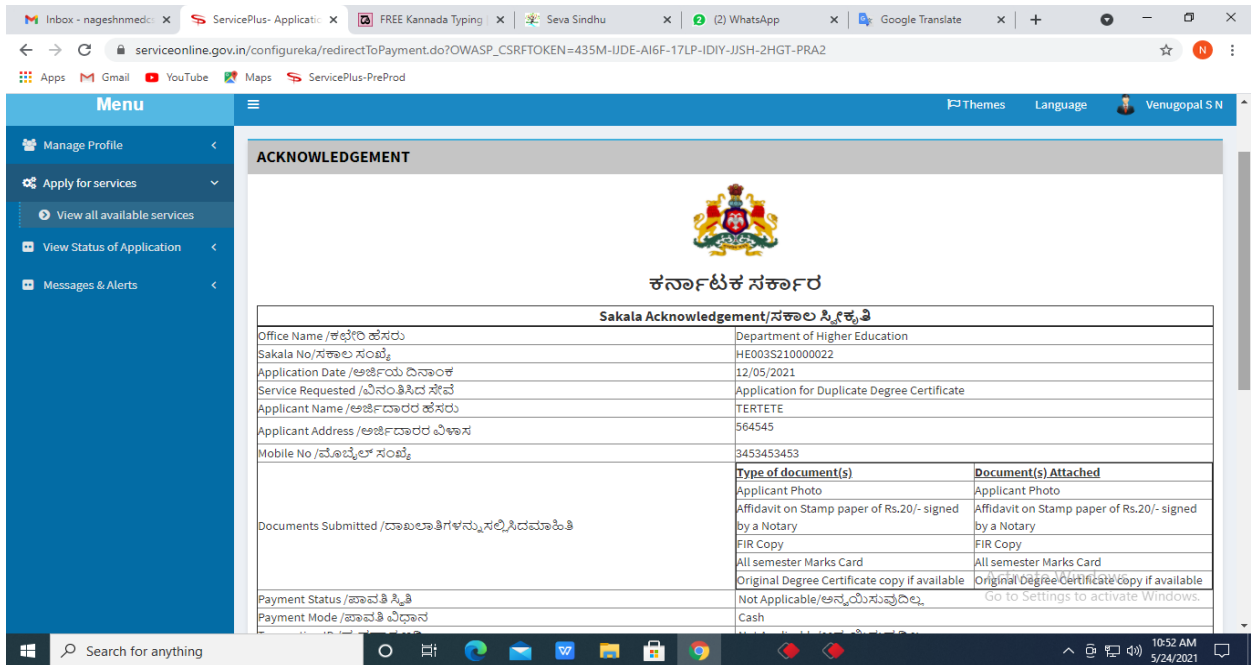 Inbox - nageshnmedc
ServicePlus- Applicatic
FREE Kannada Typing
Seva Sindhu
(2) WhatsApp
Google Translate
serviceonline.gov.in/configureka/redirectToPayment.do?OWASP_CSRFTOKEN=435M-IJDE-AI6F-17LP-IDIY-JJSH-2HGT-PRA2
N
Apps Gmail YouTube Maps ServicePlus-PreProd
Menu
Themes Language Venugopal S N
Manage Profile
Apply for services
View all available services
View Status of Application
Messages & Alerts
ACKNOWLEDGEMENT
ಕರ್ನಾಟಕ ಸರ್ಕಾರ
Sakala Acknowledgement/ಸಕಾಲ ಸ್ವೀಕೃತಿ
Office Name /ಕಛೇರಿ ಹೆಸರು Department of Higher Education
Sakala No/ಸಕಾಲ ಸಂಖ್ಯೆ HE003S210000022
Application Date /ಅರ್ಜಿಯ ದಿನಾಂಕ 12/05/2021
Service Requested /ವಿನಂತಿಸಿದ ಸೇವೆ Application for Duplicate Degree Certificate
Applicant Name /ಅರ್ಜಿದಾರರ ಹೆಸರು TERTETE
Applicant Address /ಅರ್ಜಿದಾರರ ವಿಳಾಸ 564545
Mobile No /ಮೊಬೈಲ್ ಸಂಖ್ಯೆ 3453453453
Documents Submitted /ದಾಖಲಾತಿಗಳನ್ನು ಸಲ್ಲಿಸಿದಮಾಹಿತಿ
Type of document(s) Document(s) Attached
Applicant Photo Applicant Photo
Affidavit on Stamp paper of Rs.20/- signed Affidavit on Stamp paper of Rs.20/- signed
by a Notary by a Notary
FIR Copy FIR Copy
All semester Marks Card All semester Marks Card
Original Degree Certificate copy if available Original Degree Certificate copy if available
Payment Status /ಪಾವತಿ ಸ್ಥಿತಿ Not Applicable/ಅನ್ವಯಿಸುವುದಿಲ್ಲ
Payment Mode /ಪಾವತಿ ವಿಧಾನ Cash
Activate Windows
Go to Settings to activate Windows.
Search for anything
10:52 AM
5/24/2021